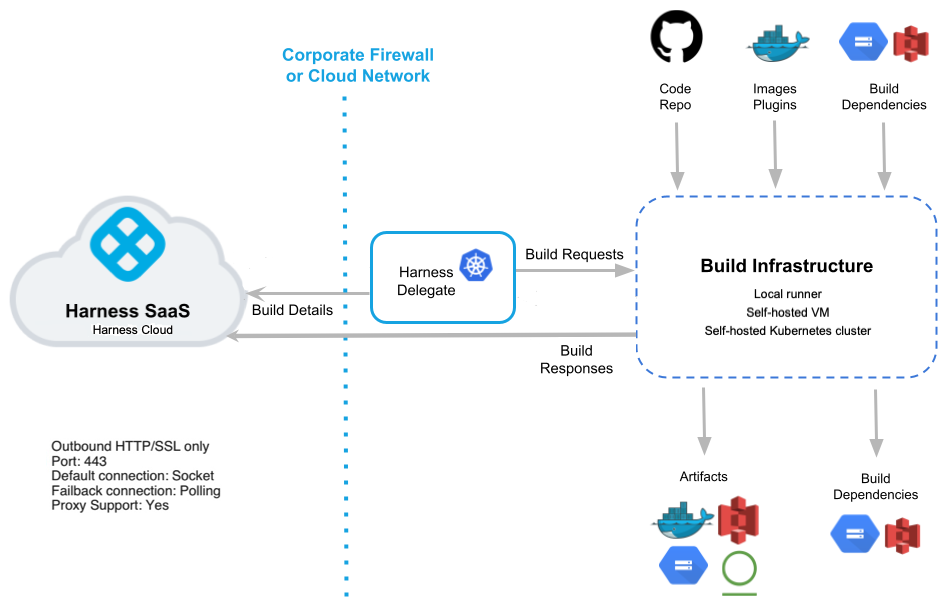 Corporate Firewall
or Cloud Network
Code
Repo
Images
Plugins
Build
Dependencies
Harness SaaS
Harness Cloud
Build Details
Harness
Delegate
Build Requests
Build
Responses
Build Infrastructure
Local runner
Self-hosted VM
Self-hosted Kubernetes cluster
Outbound HTTP/SSL only
Port: 443
Default connection: Socket
Failback connection: Polling
Proxy Support: Yes
Artifacts
Build
Dependencies